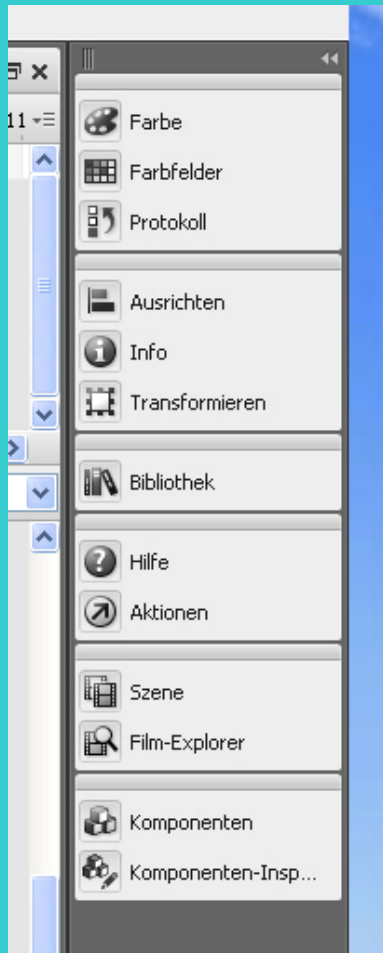 11
Farbe
Farbfelder
Protokoll
Ausrichten
Info
Transformieren
Bibliothek
Hilfe
Aktionen
Szene
Film-Explorer
Komponenten
Komponenten-Insp...